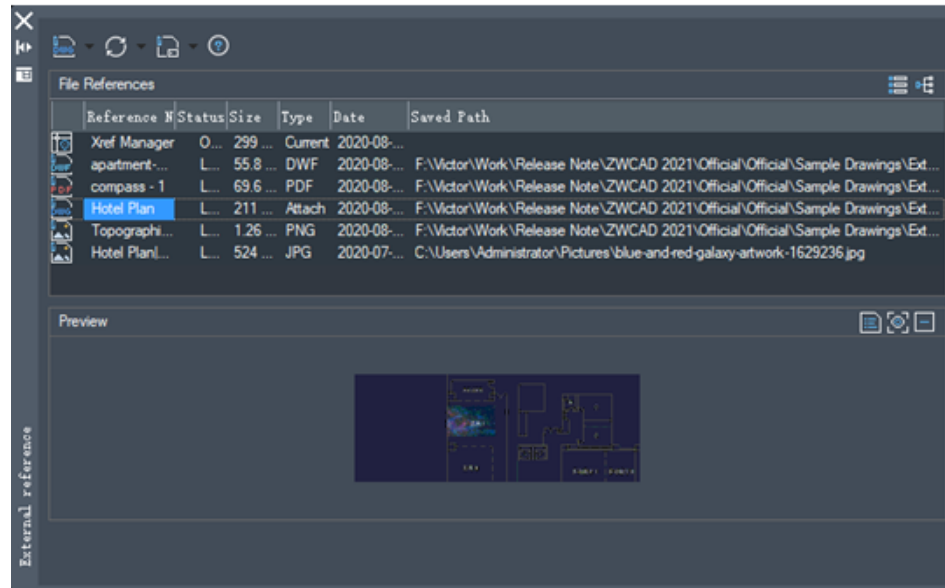 File References
Reference N Status Size Type Date Saved Path
Xref Manager O... 299 ... Current 2020-08-...
apartment-... L... 55.8 ... DWF 2020-08-... F:\Victor\Work\Release Note\ZWCAD 2021\Official\Official\Sample Drawings\Ext...
compass - 1 L... 69.6 ... PDF 2020-08-... F:\Victor\Work\Release Note\ZWCAD 2021\Official\Official\Sample Drawings\Ext...
Hotel Plan L... 211 ... Attach 2020-08-... F:\Victor\Work\Release Note\ZWCAD 2021\Official\Official\Sample Drawings\Ext...
Topographi... L... 1.26 ... PNG 2020-08-... F:\Victor\Work\Release Note\ZWCAD 2021\Official\Official\Sample Drawings\Ext...
Hotel Plan|... L... 524 ... JPG 2020-07-... C:\Users\Administrator\Pictures\blue-and-red-galaxy-artwork-1629236.jpg
Preview
External reference